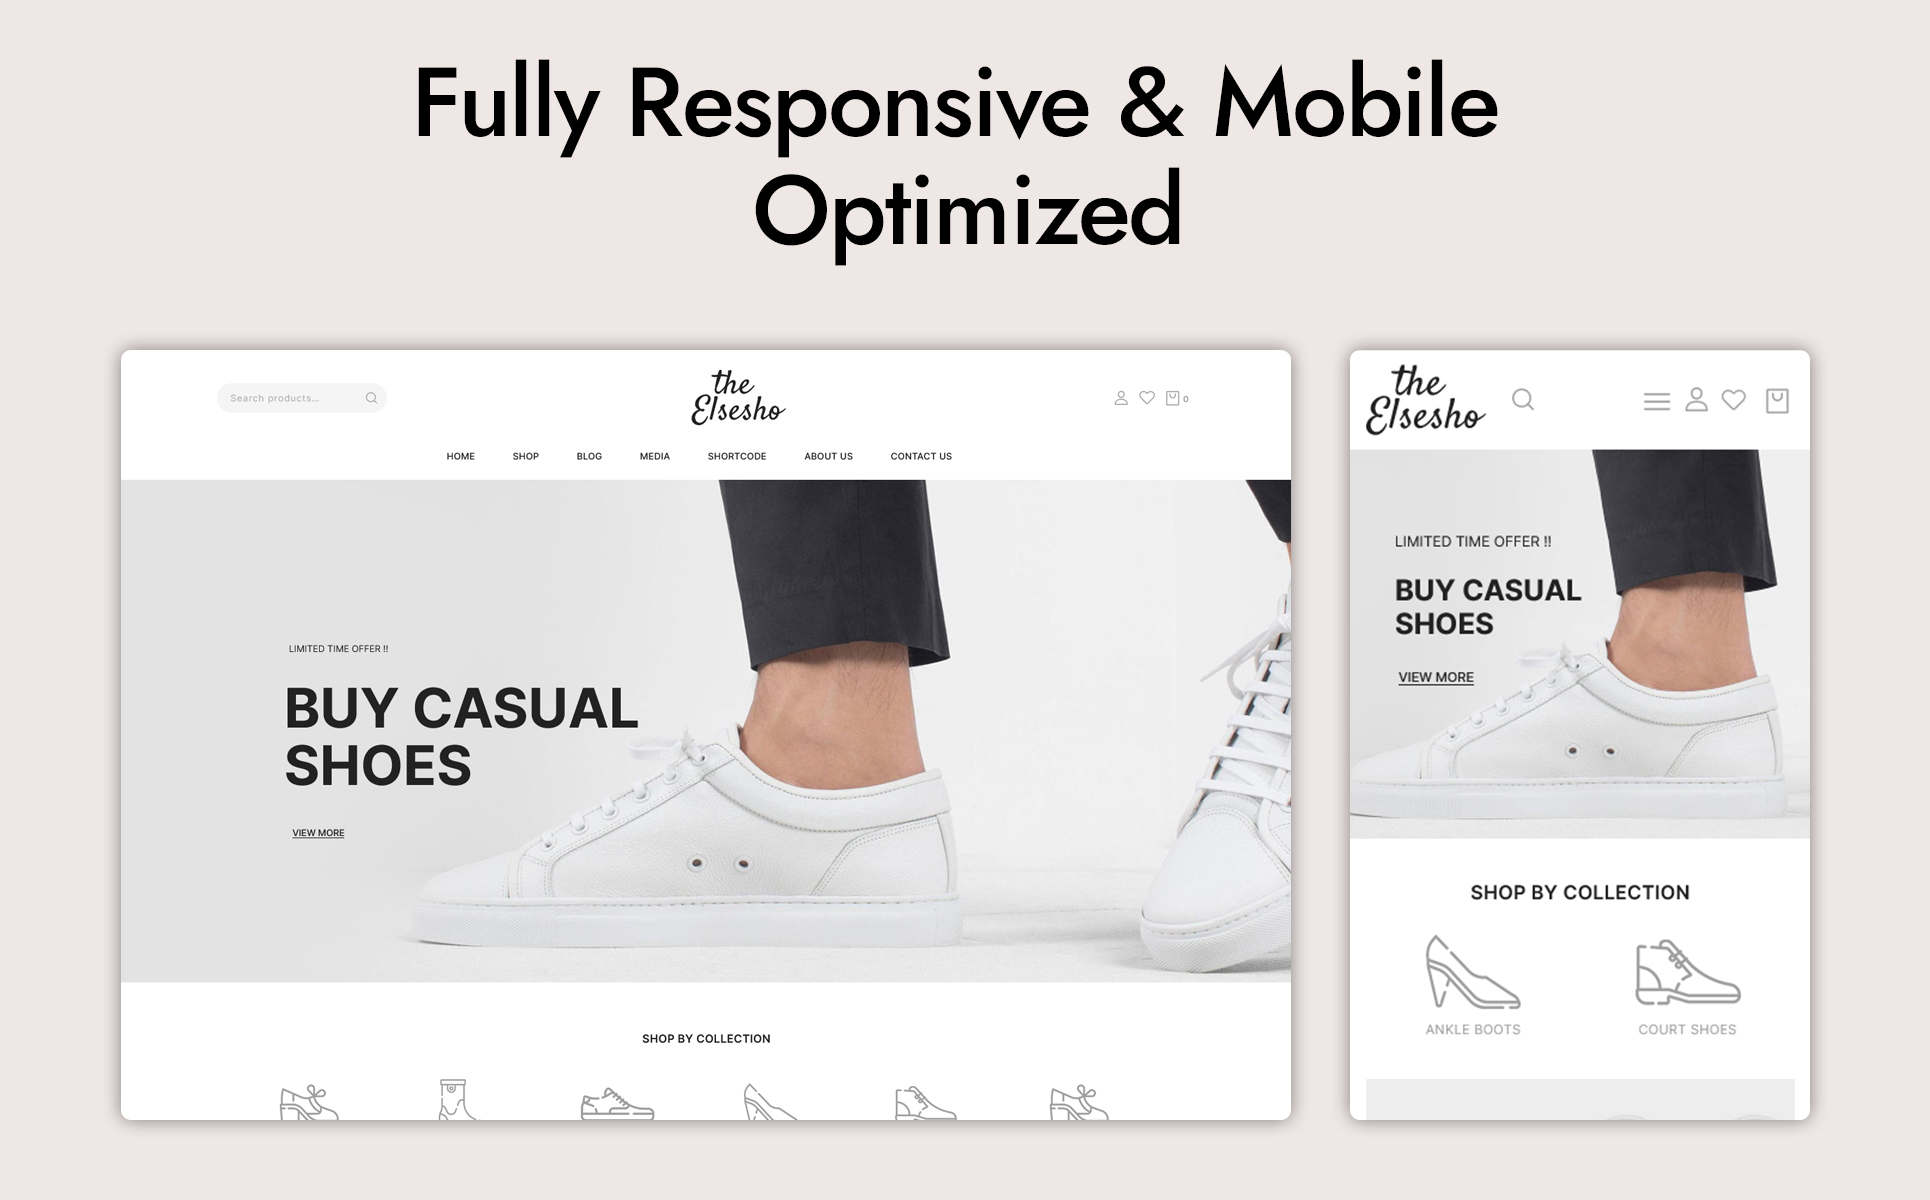 Fully Responsive & Mobile
Optimized
Search products...
the
Elsesho
0
HOME SHOP BLOG MEDIA SHORTCODE ABOUT US CONTACT US
LIMITED TIME OFFER !!
BUY CASUAL
SHOES
VIEW MORE
SHOP BY COLLECTION
the
Elsesho
LIMITED TIME OFFER !!
BUY CASUAL
SHOES
VIEW MORE
SHOP BY COLLECTION
ANKLE BOOTS COURT SHOES